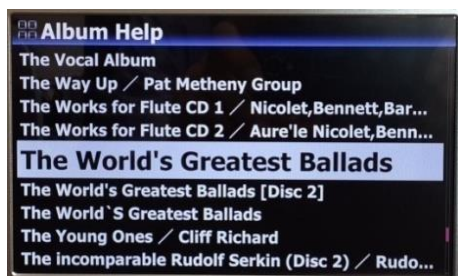 Album Help
The Vocal Album
The Way Up / Pat Metheny Group
The Works for Flute CD 1 / Nicolet,Bennett,Bar...
The Works for Flute CD 2 / Aure'le Nicolet,Benn...
The World's Greatest Ballads
The World's Greatest Ballads [Disc 2]
The World`S Greatest Ballads
The Young Ones / Cliff Richard
The incomparable Rudolf Serkin (Disc 2) / Rudo...